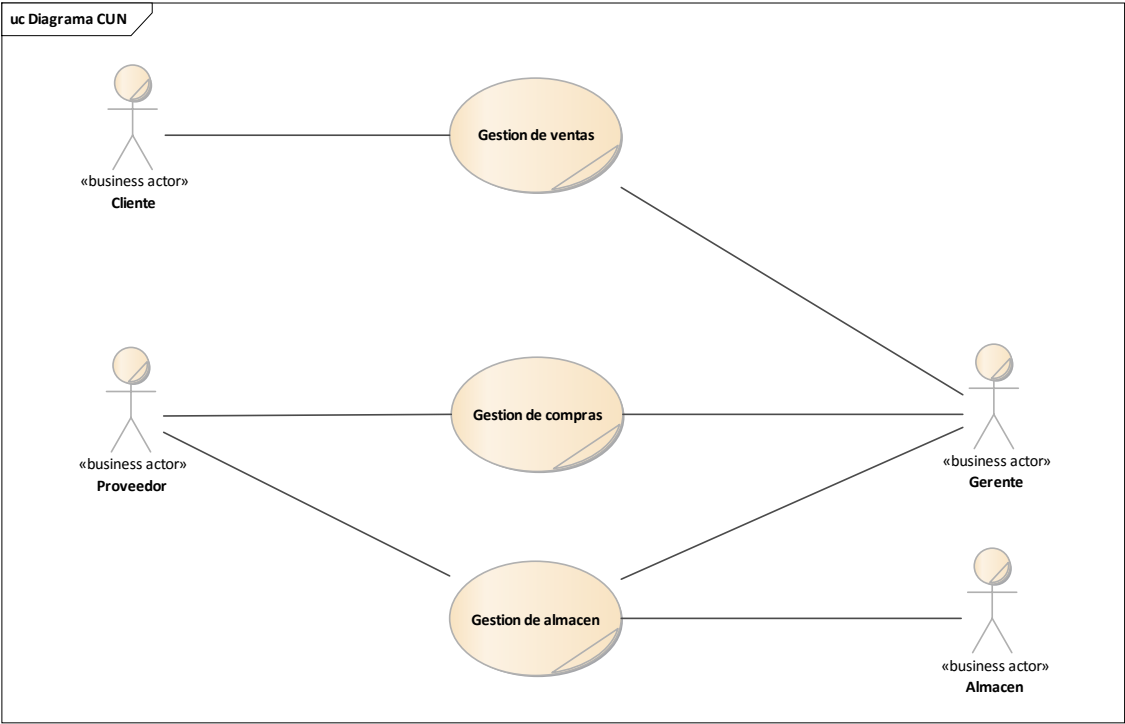 uc Diagrama CUN
«business actor»
Cliente
Gestion de ventas
«business actor»
Proveedor
Gestion de compras
«business actor»
Gerente
Gestion de almacen
«business actor»
Almacen